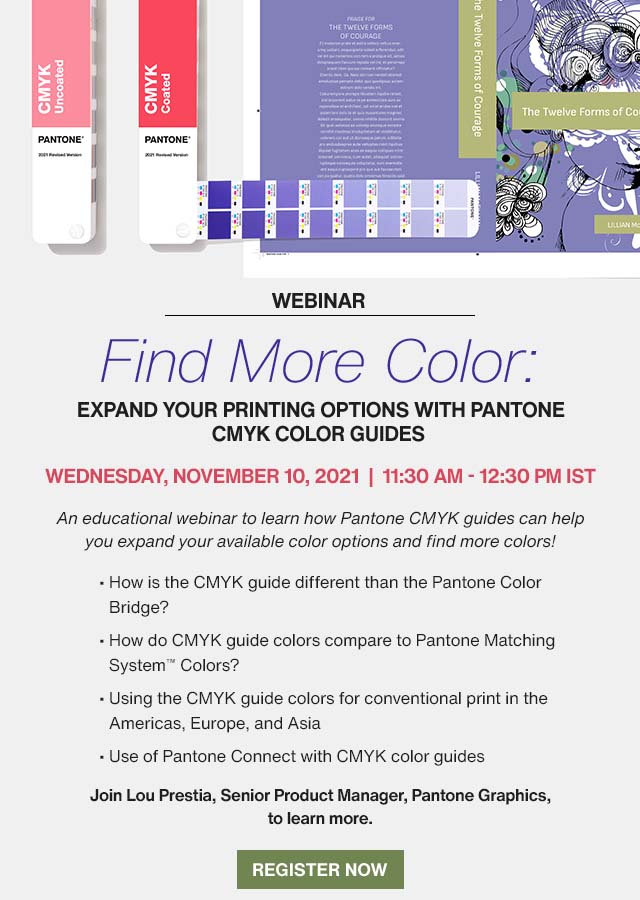 CMYK
Uncoated
PANTONE®
2021 Revised Version
CMYK
Coated
PANTONE®
2021 Revised Version
PRAISE FOR
THE TWELVE FORMS
OF COURAGE
The Twelve Forms of Courage
The Twelve Forms of Cou
LILLIAN Mc
PANTONE
WEBINAR
Find More Color:
EXPAND YOUR PRINTING OPTIONS WITH PANTONE
CMYK COLOR GUIDES
WEDNESDAY, NOVEMBER 10, 2021 | 11:30 AM - 12:30 PM IST
An educational webinar to learn how Pantone CMYK guides can help
you expand your available color options and find more colors!
· How is the CMYK guide different than the Pantone Color
Bridge?
· How do CMYK guide colors compare to Pantone Matching
System™ Colors?
· Using the CMYK guide colors for conventional print in the
Americas, Europe, and Asia
· Use of Pantone Connect with CMYK color guides
Join Lou Prestia, Senior Product Manager, Pantone Graphics,
to learn more.
REGISTER NOW